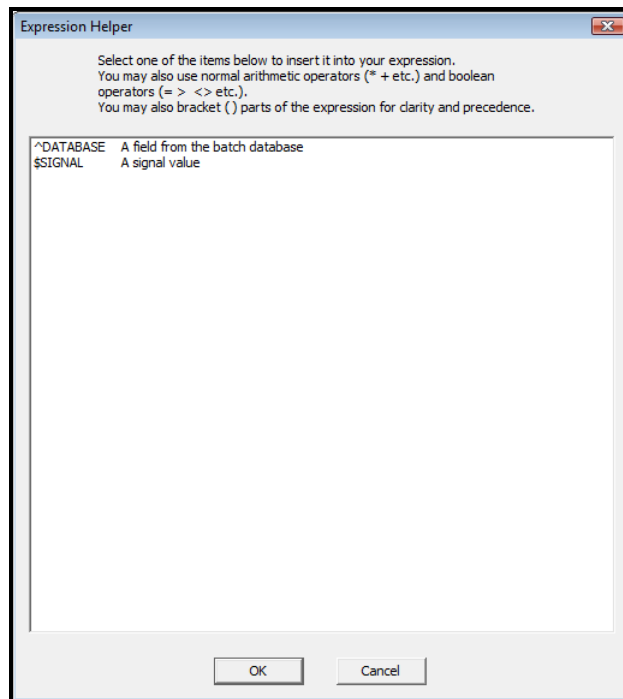 Expression Helper
Select one of the items below to insert it into your expression.
You may also use normal arithmetic operators (* + etc.) and boolean
operators (= > <> etc.).
You may also bracket ( ) parts of the expression for clarity and precedence.
^DATABASE A field from the batch database
$SIGNAL A signal value
OK Cancel